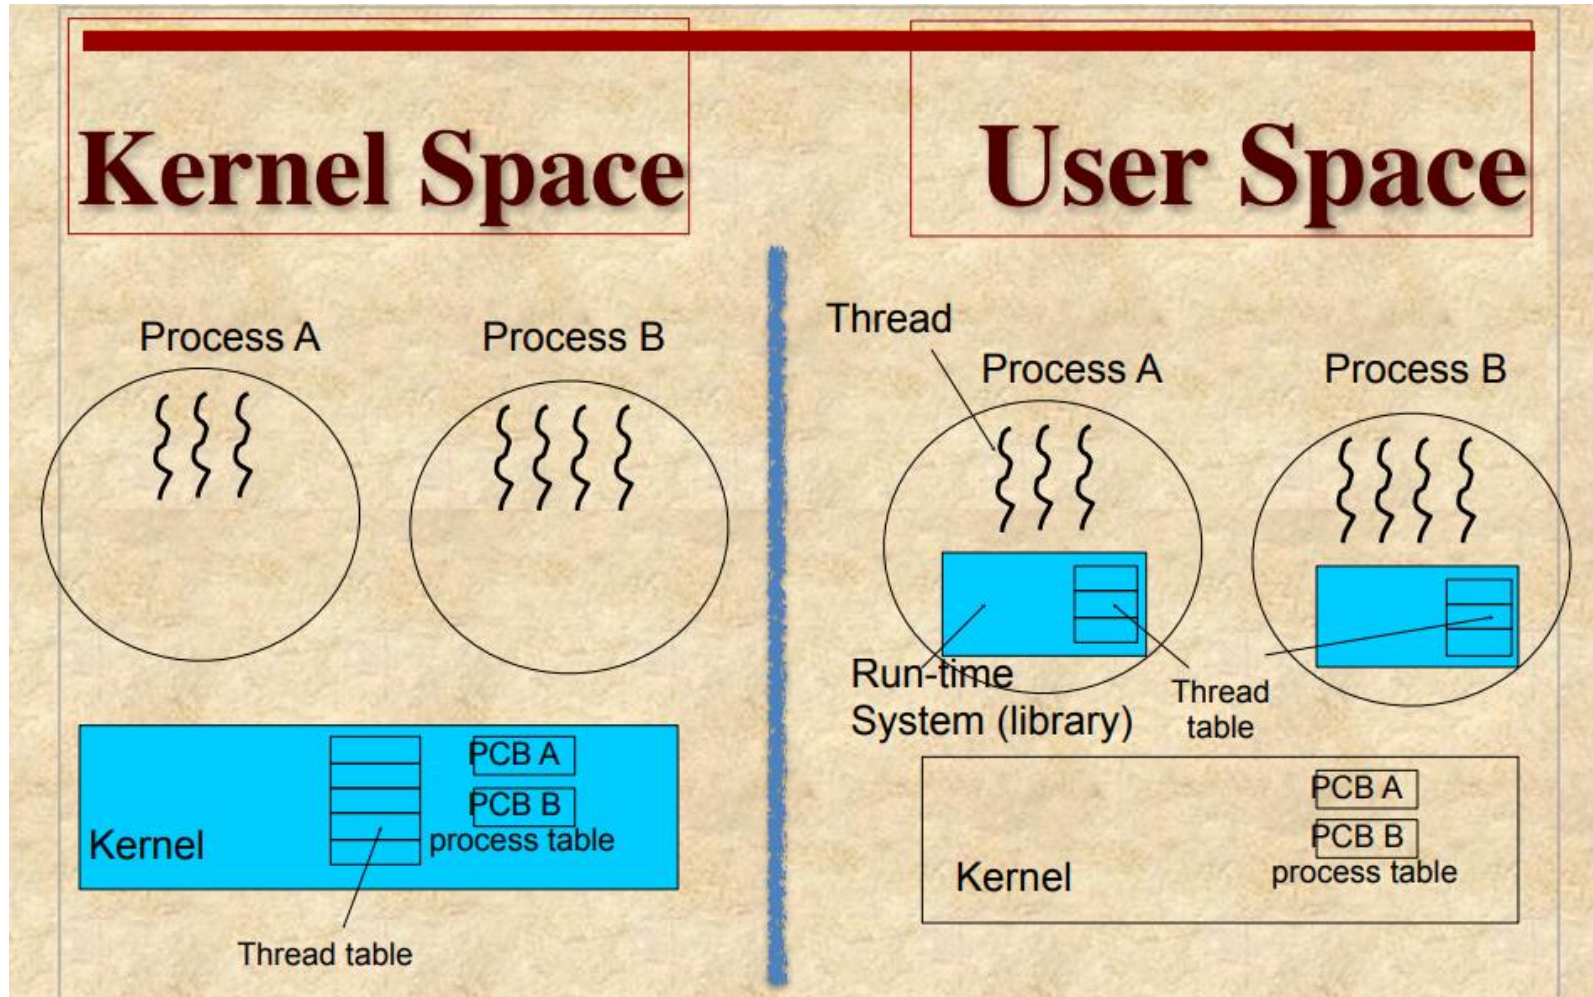 Kernel Space
Process A
Process B
Kernel
PCB A
PCB B
process table
Thread table
User Space
Thread
Process A
Process B
Run-time
System (library)
Thread
table
Kernel
PCB A
PCB B
process table